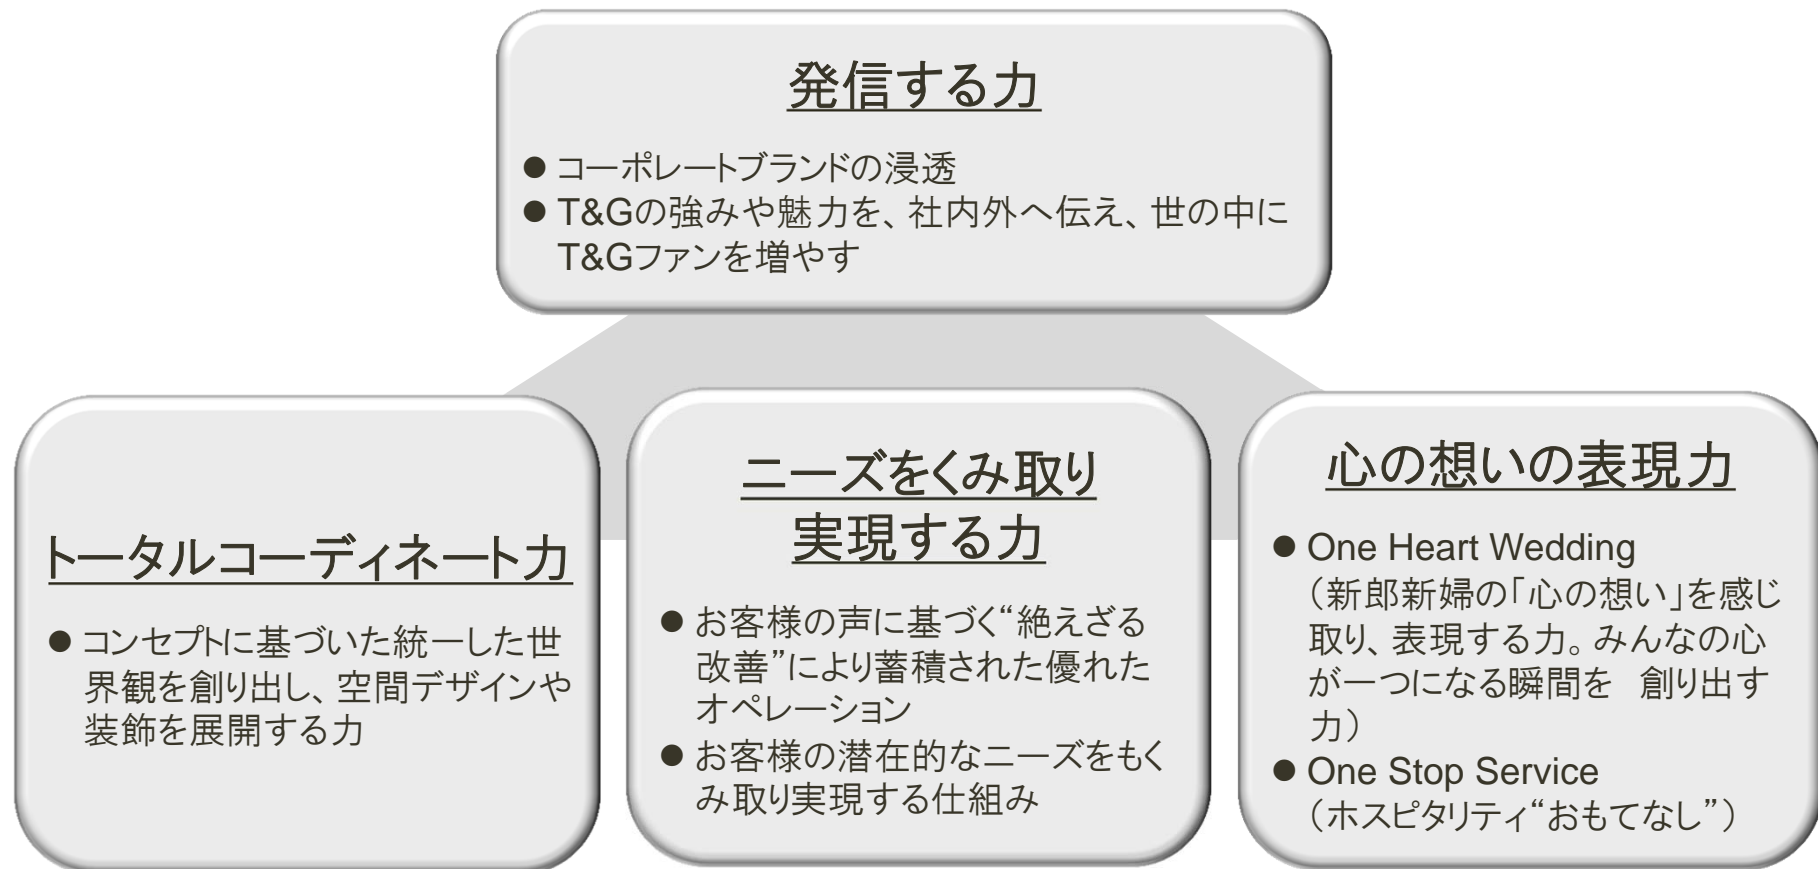 発信する力
● コーポレートブランドの浸透
● T&Gの強みや魅力を、社内外へ伝え、世の中に
T&Gファンを増やす
トータルコーディネート力
● コンセプトに基づいた統一した世
界観を創り出し、空間デザインや
装飾を展開する力
ニーズをくみ取り
実現する力
● お客様の声に基づく“絶えざる
改善”により蓄積された優れた
オペレーション
● お客様の潜在的なニーズをもく
み取り実現する仕組み
心の想いの表現力
● One Heart Wedding
（新郎新婦の「心の想い」を感じ
取り、表現する力。みんなの心
が一つになる瞬間を　創り出す
力）
● One Stop Service
（ホスピタリティ“おもてなし”）